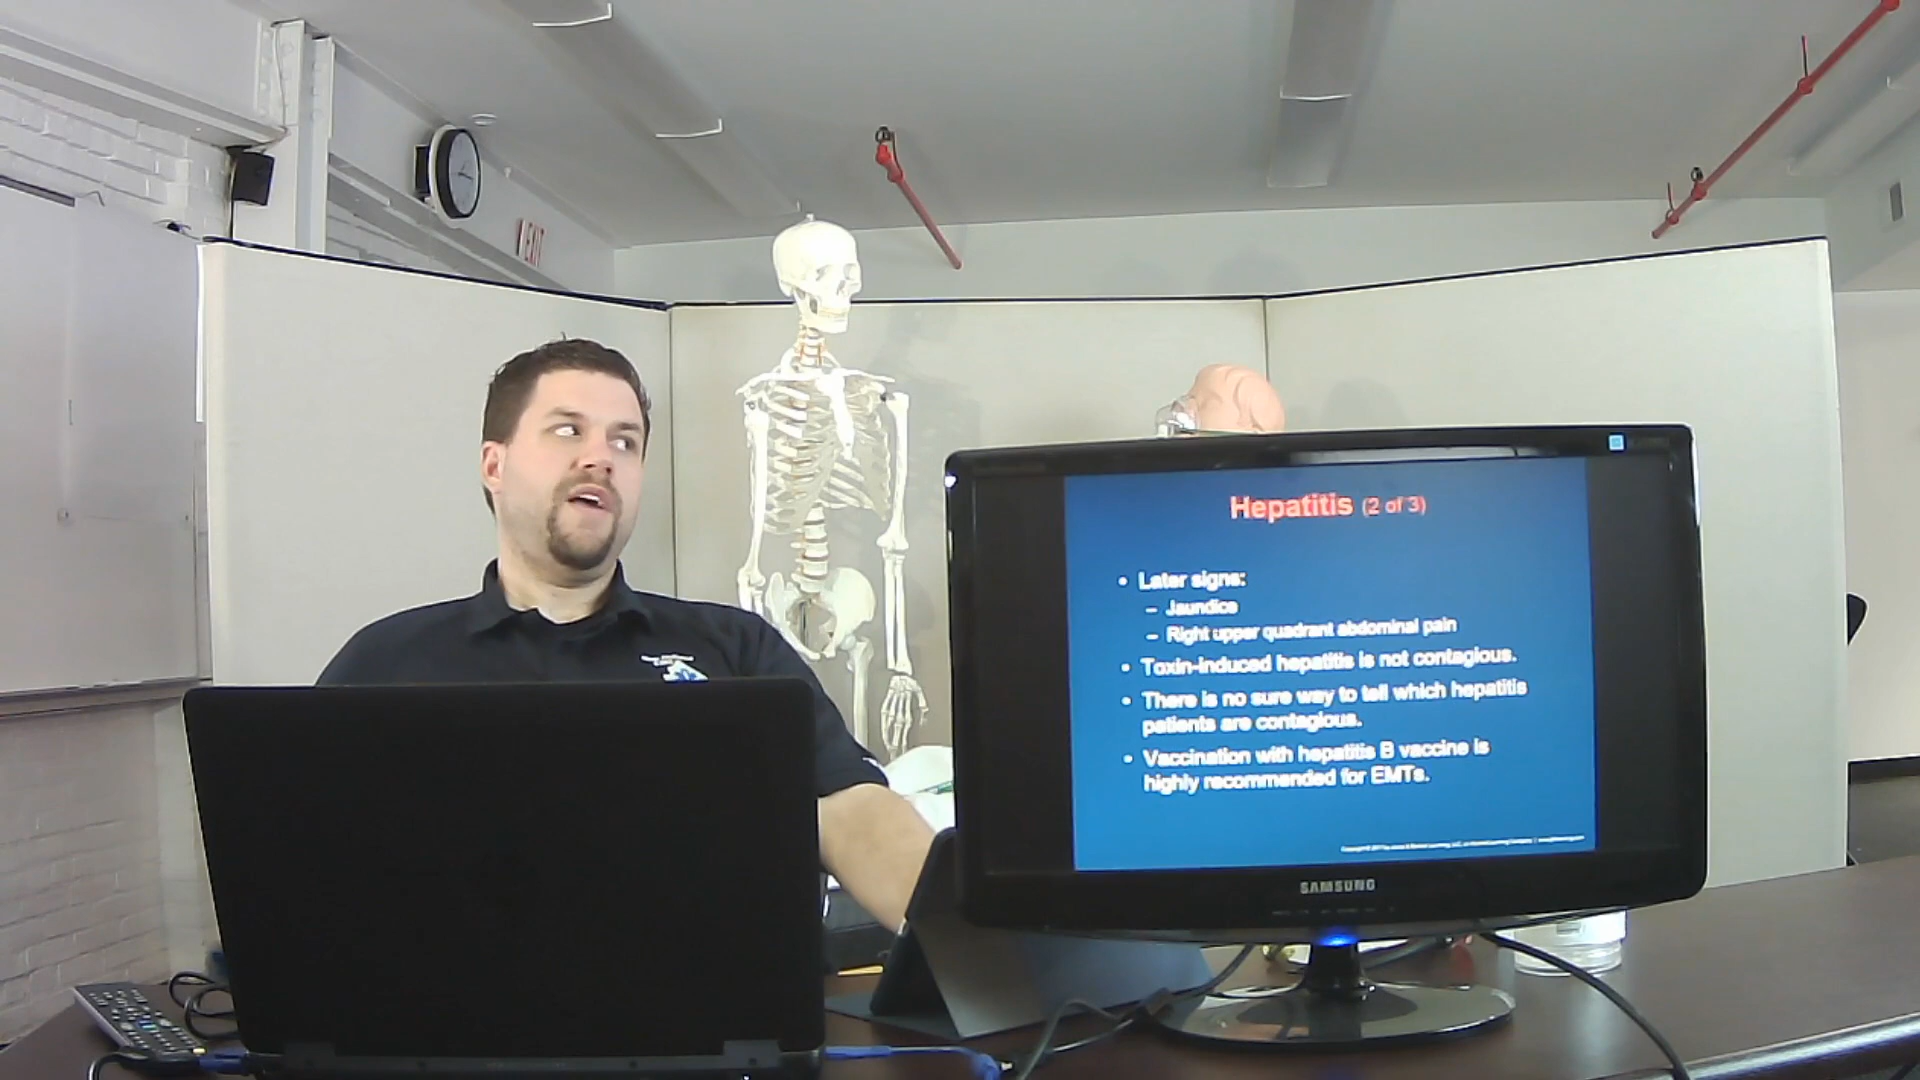 EXIT
Hepatitis (2 of 3)
• Later signs:
– Jaundice
– Right upper quadrant abdominal pain
• Toxin-induced hepatitis is not contagious.
• There is no sure way to tell which hepatitis
patients are contagious.
• Vaccination with hepatitis B vaccine is
highly recommended for EMTs.
SAMSUNG